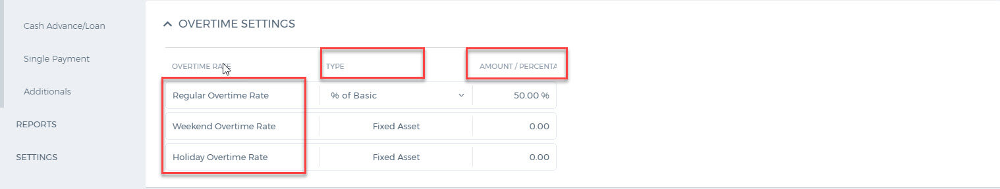 Cash Advance/Loan
Single Payment
Additionals
REPORTS
SETTINGS
OVERTIME SETTINGS
OVERTIME RATE TYPE AMOUNT / PERCENTA
Regular Overtime Rate % of Basic 50.00 %
Weekend Overtime Rate Fixed Asset 0.00
Holiday Overtime Rate Fixed Asset 0.00